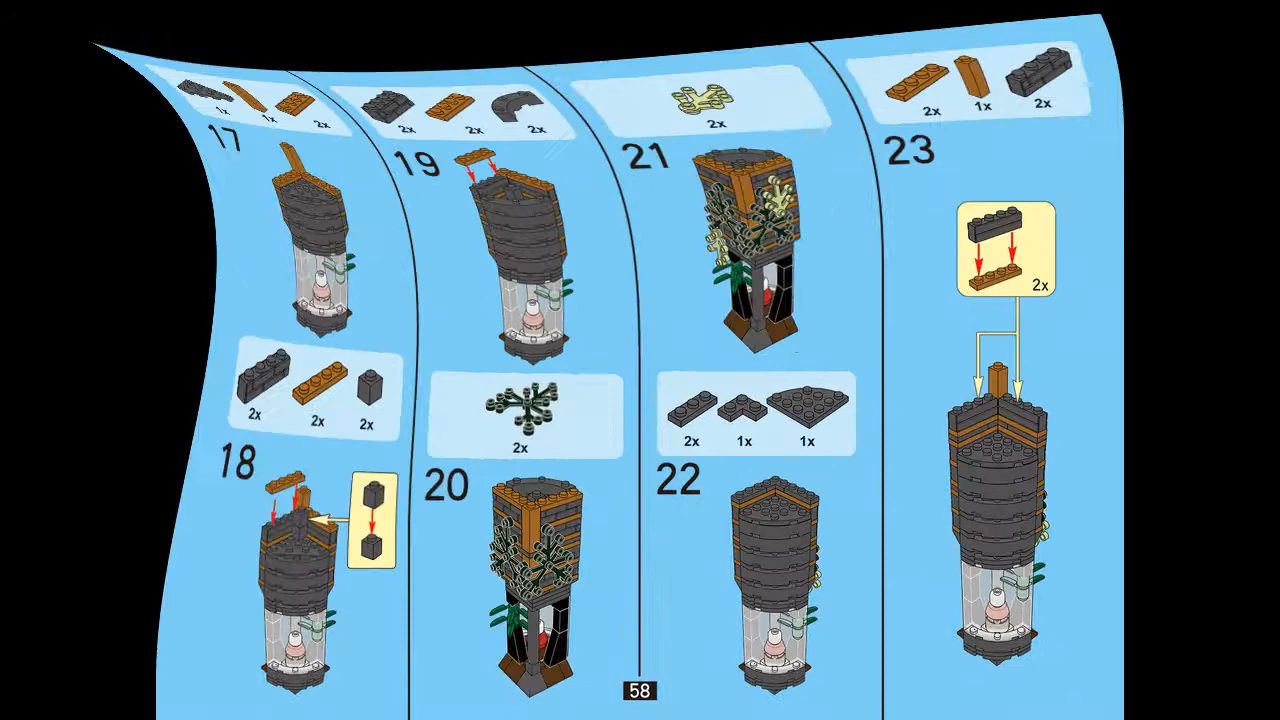 1x 1x 2x
17
2x 2x 2x
18
2x 2x 2x
19
2x
20
2x
21
2x 1x 1x
22
2x 1x 2x
23
2x
58